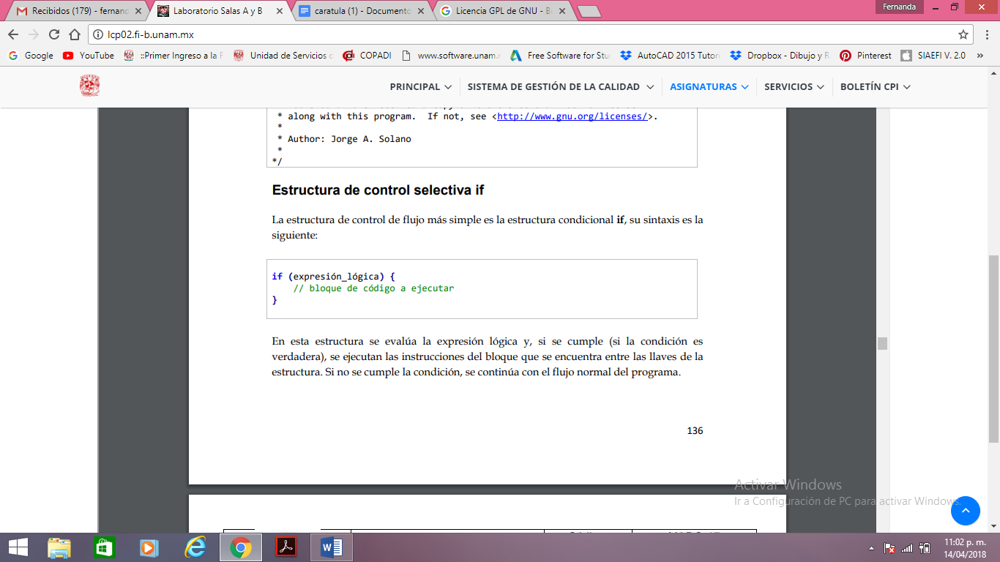 Recibidos (179) - fernand
Laboratorio Salas A y B
caratula (1) - Documento
Licencia GPL de GNU - B
Fernanda
lcp02.fi-b.unam.mx
Google
YouTube
::Primer Ingreso a la F
Unidad de Servicios
COPADI
www.software.unam.
Free Software for Stu
AutoCAD 2015 Tutori
Dropbox - Dibujo y R
Pinterest
SIAEFI V. 2.0
»
PRINCIPAL
SISTEMA DE GESTIÓN DE LA CALIDAD
ASIGNATURAS
SERVICIOS
BOLETÍN CPI
* along with this program. If not, see <http://www.gnu.org/licenses/>.
*
* Author: Jorge A. Solano
*
*/
Estructura de control selectiva if
La estructura de control de flujo más simple es la estructura condicional if, su sintaxis es la
siguiente:
if (expresión_lógica) {
// bloque de código a ejecutar
}
En esta estructura se evalúa la expresión lógica y, si se cumple (si la condición es
verdadera), se ejecutan las instrucciones del bloque que se encuentra entre las llaves de la
estructura. Si no se cumple la condición, se continúa con el flujo normal del programa.
136
Activar Windows
Ir a Configuración de PC para activar Windows.
11:02 p. m.
14/04/2018